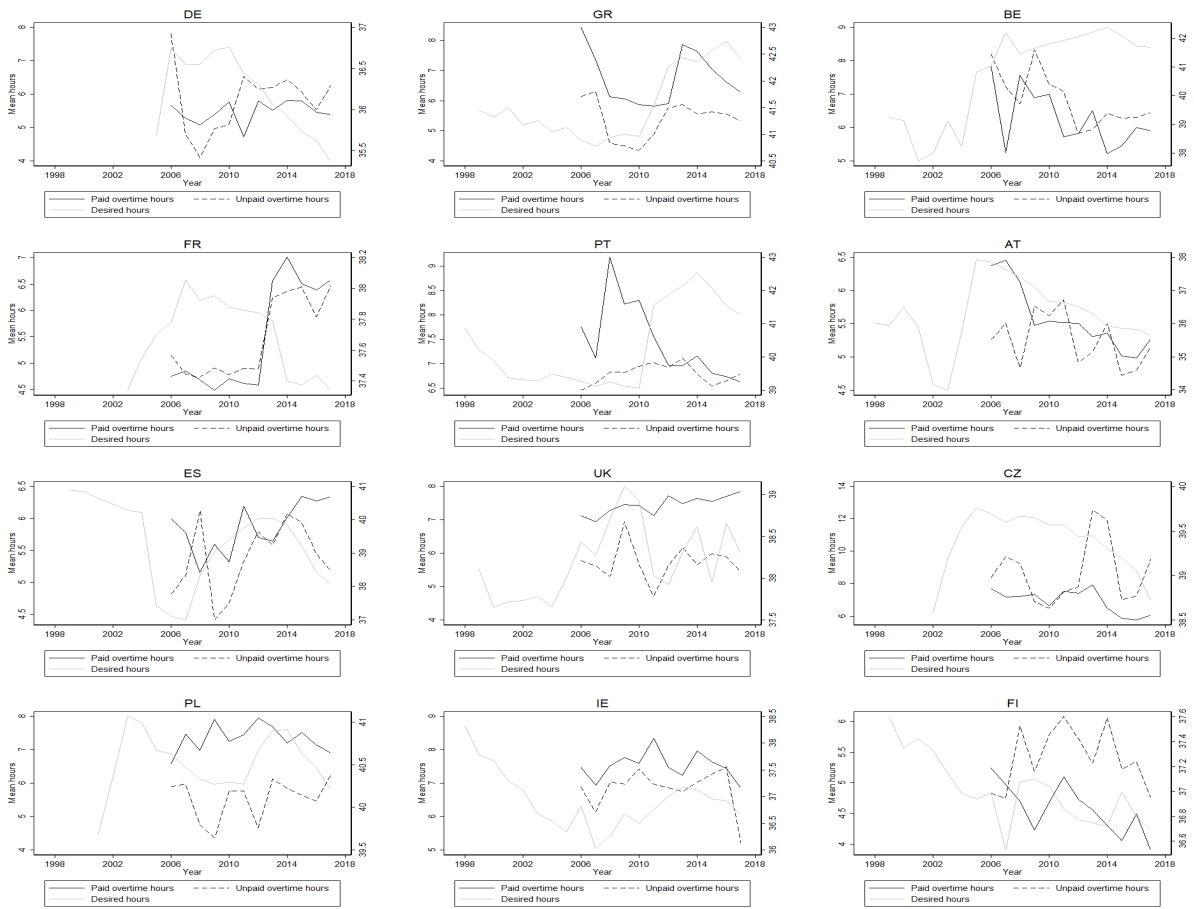 DE
Mean hours
8
7
6
5
4
37
36.5
36
35.5
1998 2002 2006 2010 2014 2018
Year
Paid overtime hours Unpaid overtime hours
Desired hours
GR
Mean hours
8
7
6
5
4
43
42.5
42
41.5
41
40.5
1998 2002 2006 2010 2014 2018
Year
Paid overtime hours Unpaid overtime hours
Desired hours
BE
Mean hours
9
8
7
6
5
42
41
40
39
38
1998 2002 2006 2010 2014 2018
Year
Paid overtime hours Unpaid overtime hours
Desired hours
FR
Mean hours
7
6.5
6
5.5
5
4.5
38.2
38
37.8
37.6
37.4
1998 2002 2006 2010 2014 2018
Year
Paid overtime hours Unpaid overtime hours
Desired hours
PT
Mean hours
9
8.5
8
7.5
7
6.5
43
42
41
40
39
1998 2002 2006 2010 2014 2018
Year
Paid overtime hours Unpaid overtime hours
Desired hours
AT
Mean hours
6.5
6
5.5
5
4.5
38
37
36
35
34
1998 2002 2006 2010 2014 2018
Year
Paid overtime hours Unpaid overtime hours
Desired hours
ES
Mean hours
6.5
6
5.5
5
4.5
41
40
39
38
37
1998 2002 2006 2010 2014 2018
Year
Paid overtime hours Unpaid overtime hours
Desired hours
UK
Mean hours
8
7
6
5
4
39
38.5
38
37.5
1998 2002 2006 2010 2014 2018
Year
Paid overtime hours Unpaid overtime hours
Desired hours
CZ
Mean hours
14
12
10
8
6
40
39.5
39
38.5
1998 2002 2006 2010 2014 2018
Year
Paid overtime hours Unpaid overtime hours
Desired hours
PL
Mean hours
8
7
6
5
4
41
40.5
40
39.5
1998 2002 2006 2010 2014 2018
Year
Paid overtime hours Unpaid overtime hours
Desired hours
IE
Mean hours
9
8
7
6
5
38.5
38
37.5
37
36.5
36
1998 2002 2006 2010 2014 2018
Year
Paid overtime hours Unpaid overtime hours
Desired hours
FI
Mean hours
6
5.5
5
4.5
4
37.6
37.4
37.2
37
36.8
36.6
1998 2002 2006 2010 2014 2018
Year
Paid overtime hours Unpaid overtime hours
Desired hours